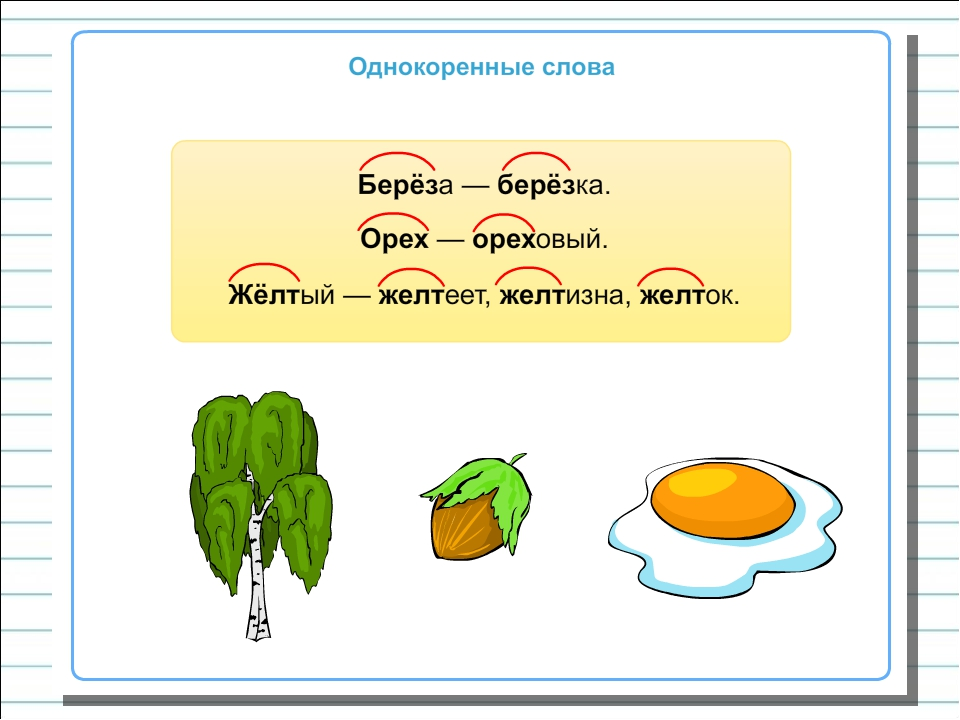 Однокоренные слова
Берёза — берёзка.
Орех — ореховый.
Жёлтый — желтеет, желтизна, желток.